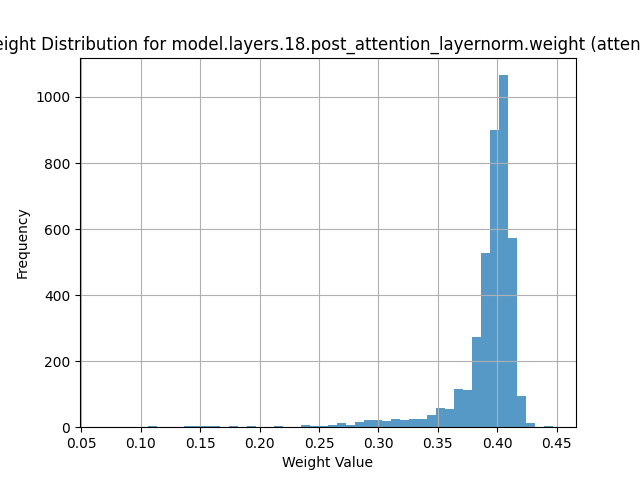 eight Distribution for model.layers.18.post_attention_layernorm.weight (atten
1000
800
600
400
200
0
Frequency
0.05 0.10 0.15 0.20 0.25 0.30 0.35 0.40 0.45
Weight Value